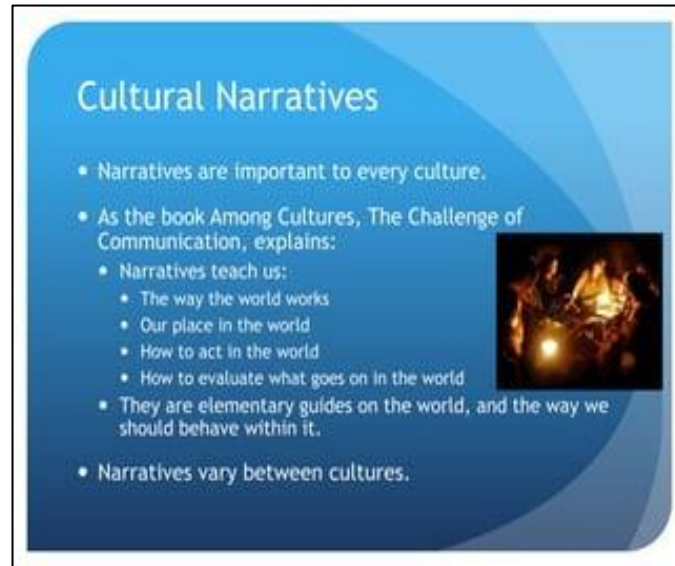 Cultural Narratives
• Narratives are important to every culture.
• As the book Among Cultures, The Challenge of
Communication, explains:
• Narratives teach us:
• The way the world works
• Our place in the world
• How to act in the world
• How to evaluate what goes on in the world
• They are elementary guides on the world, and the way we
should behave within it.
• Narratives vary between cultures.